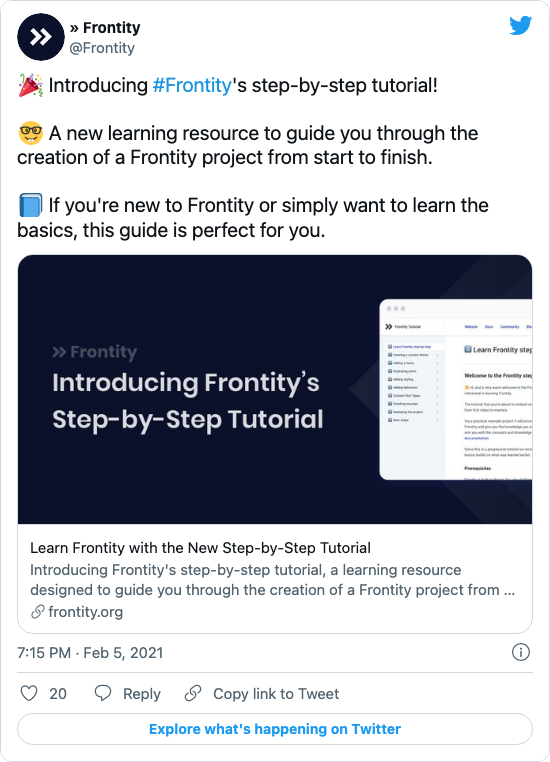 » Frontity
@Frontity
🎉 Introducing #Frontity's step-by-step tutorial!
🤓 A new learning resource to guide you through the
creation of a Frontity project from start to finish.
📘 If you're new to Frontity or simply want to learn the
basics, this guide is perfect for you.
» Frontity
Introducing Frontity's
Step-by-Step Tutorial
Frontity Tutorial
Website Docs Community
Learn Frontity step-by-step
Learn Frontity step
Welcome to the Frontity step
Prerequisites
Learn Frontity with the New Step-by-Step Tutorial
Introducing Frontity's step-by-step tutorial, a learning resource
designed to guide you through the creation of a Frontity project from ...
frontity.org
7:15 PM · Feb 5, 2021
20 Reply Copy link to Tweet
Explore what's happening on Twitter